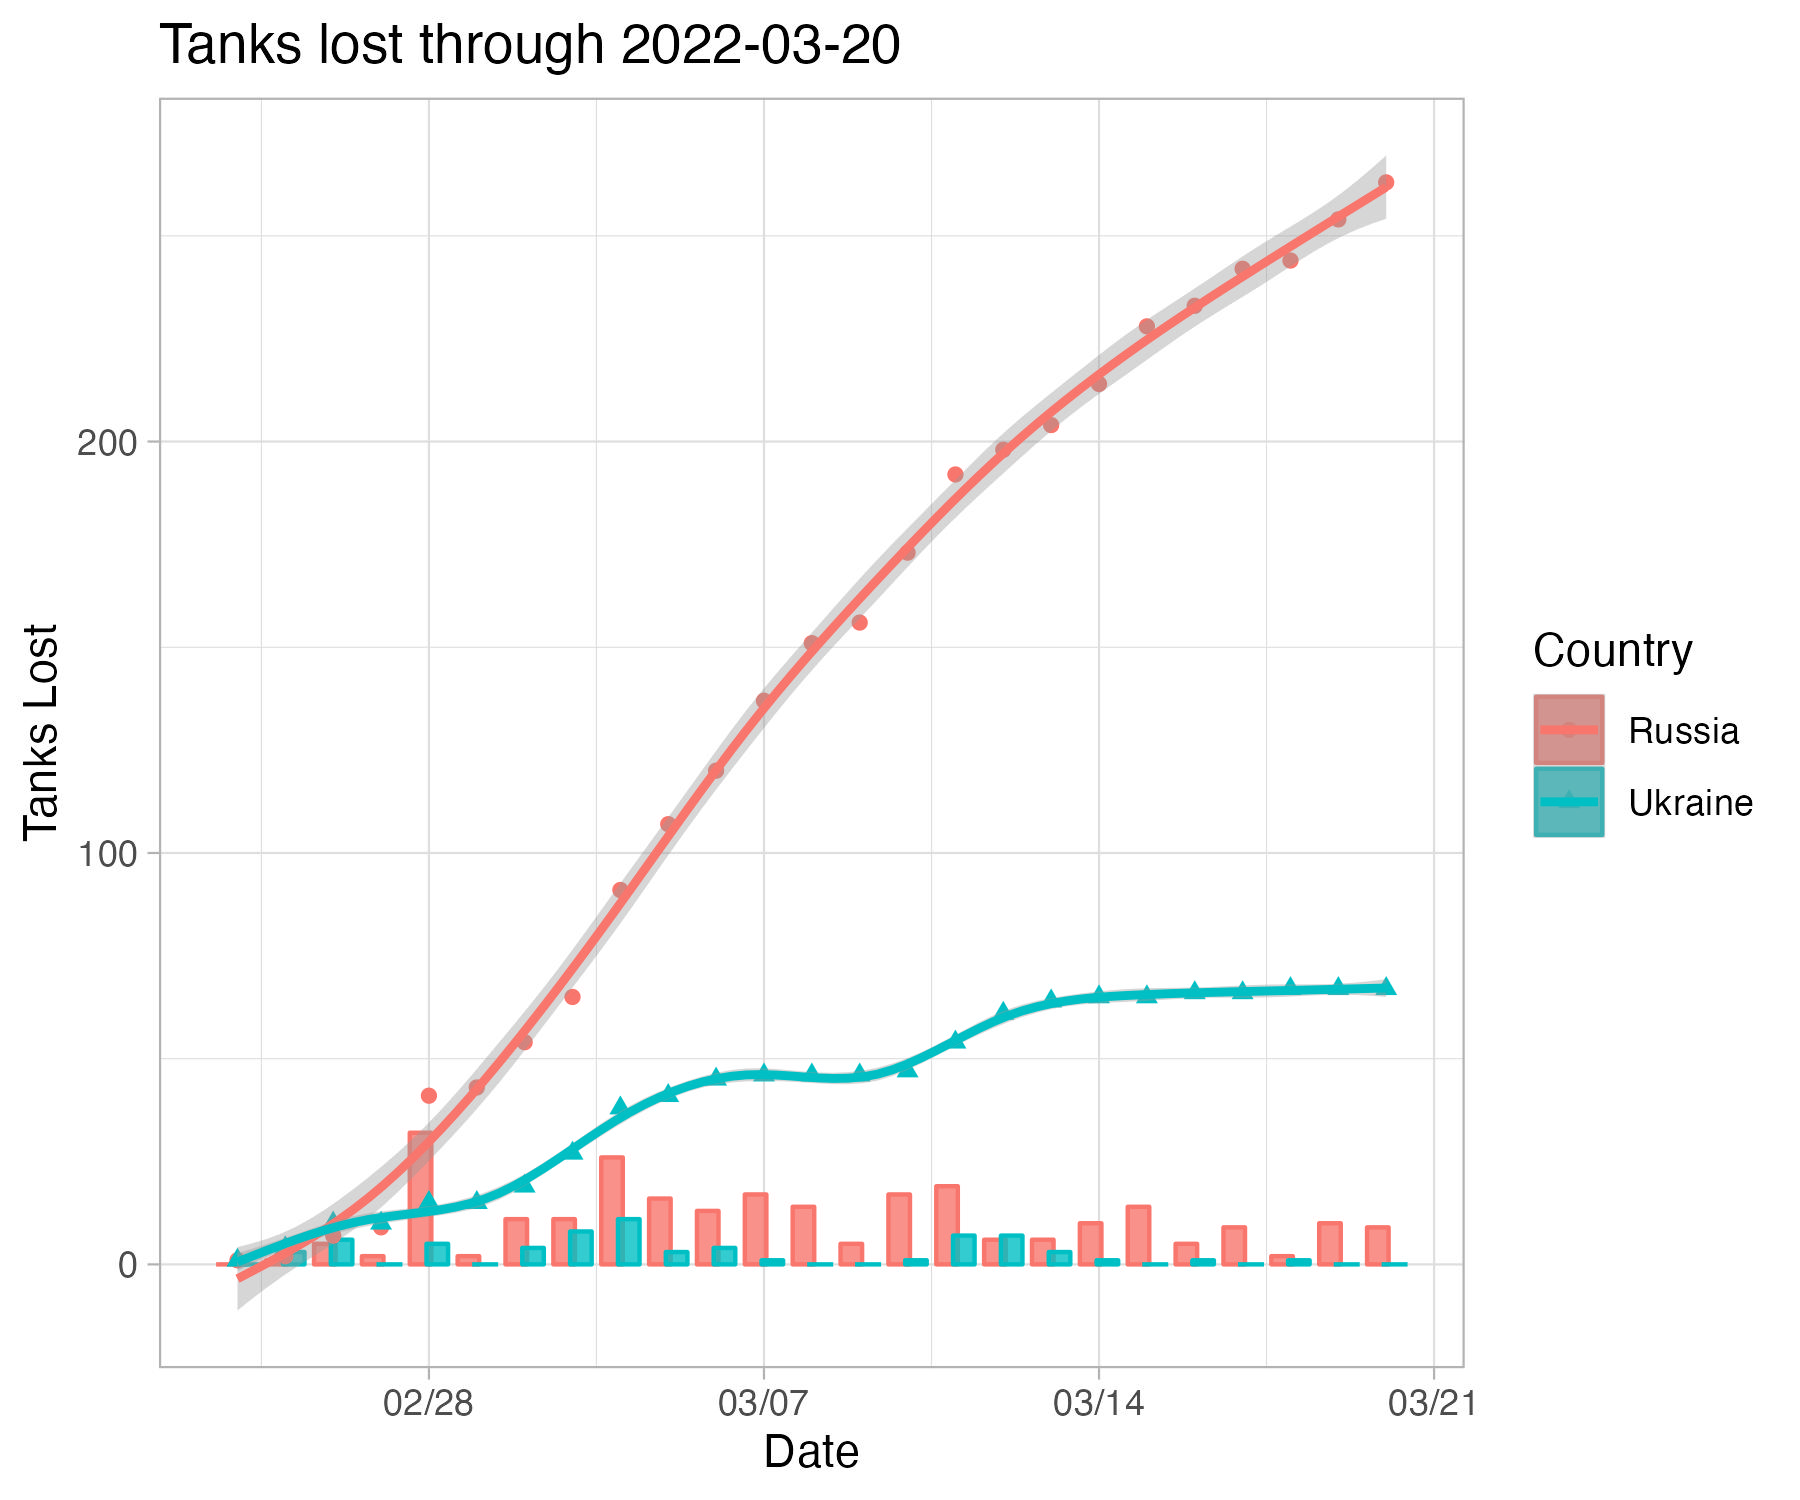 Tanks lost through 2022-03-20
Tanks Lost
200
100
0
02/28
03/07
03/14
03/21
Date
Country
Russia
Ukraine